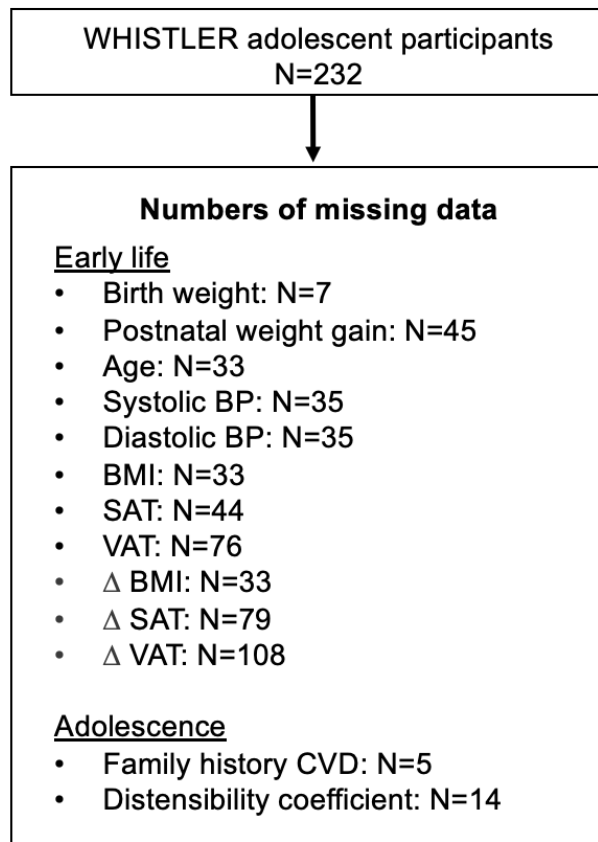 WHISTLER adolescent participants
N=232
Numbers of missing data
Early life
• Birth weight: N=7
• Postnatal weight gain: N=45
• Age: N=33
• Systolic BP: N=35
• Diastolic BP: N=35
• BMI: N=33
• SAT: N=44
• VAT: N=76
• Δ BMI: N=33
• Δ SAT: N=79
• Δ VAT: N=108
Adolescence
• Family history CVD: N=5
• Distensibility coefficient: N=14